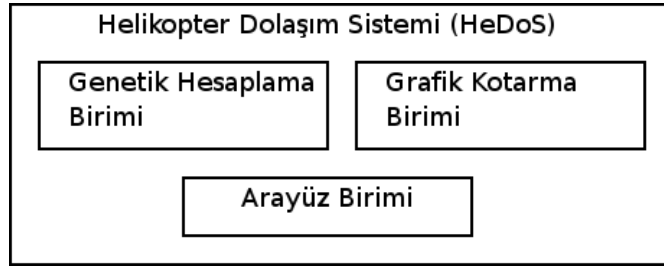 Helikopter Dolaşım Sistemi (HeDoS)
Genetik Hesaplama
Birimi
Grafik Kotarma
Birimi
Arayüz Birimi